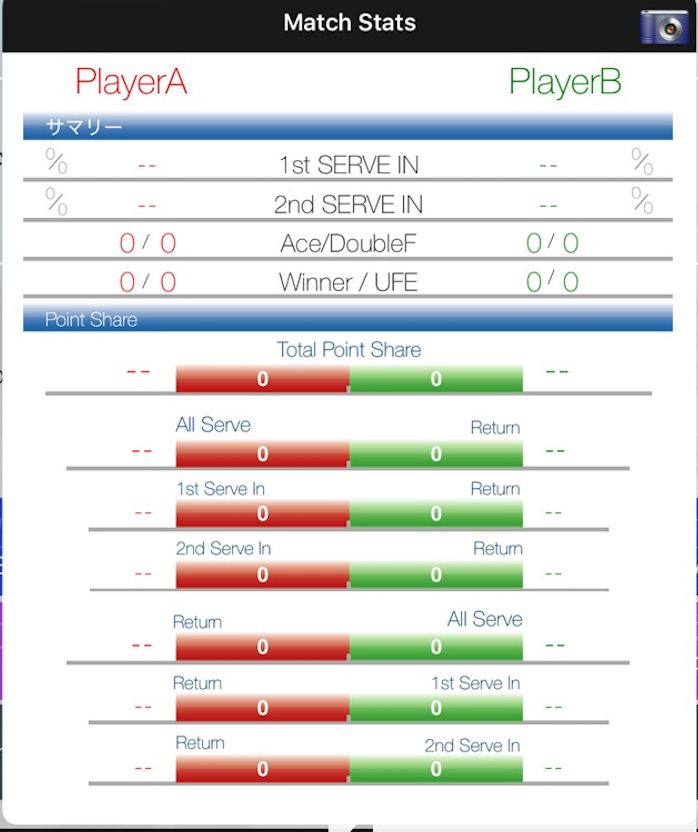 Match Stats
PlayerA PlayerB
サマリー
% -- 1st SERVE IN -- %
% -- 2nd SERVE IN -- %
0 / 0 Ace/DoubleF 0 / 0
0 / 0 Winner / UFE 0 / 0
Point Share
Total Point Share
-- 0 0 --
All Serve Return
-- 0 0 --
1st Serve In Return
-- 0 0 --
2nd Serve In Return
-- 0 0 --
Return All Serve
-- 0 0 --
Return 1st Serve In
-- 0 0 --
Return 2nd Serve In
-- 0 0 --